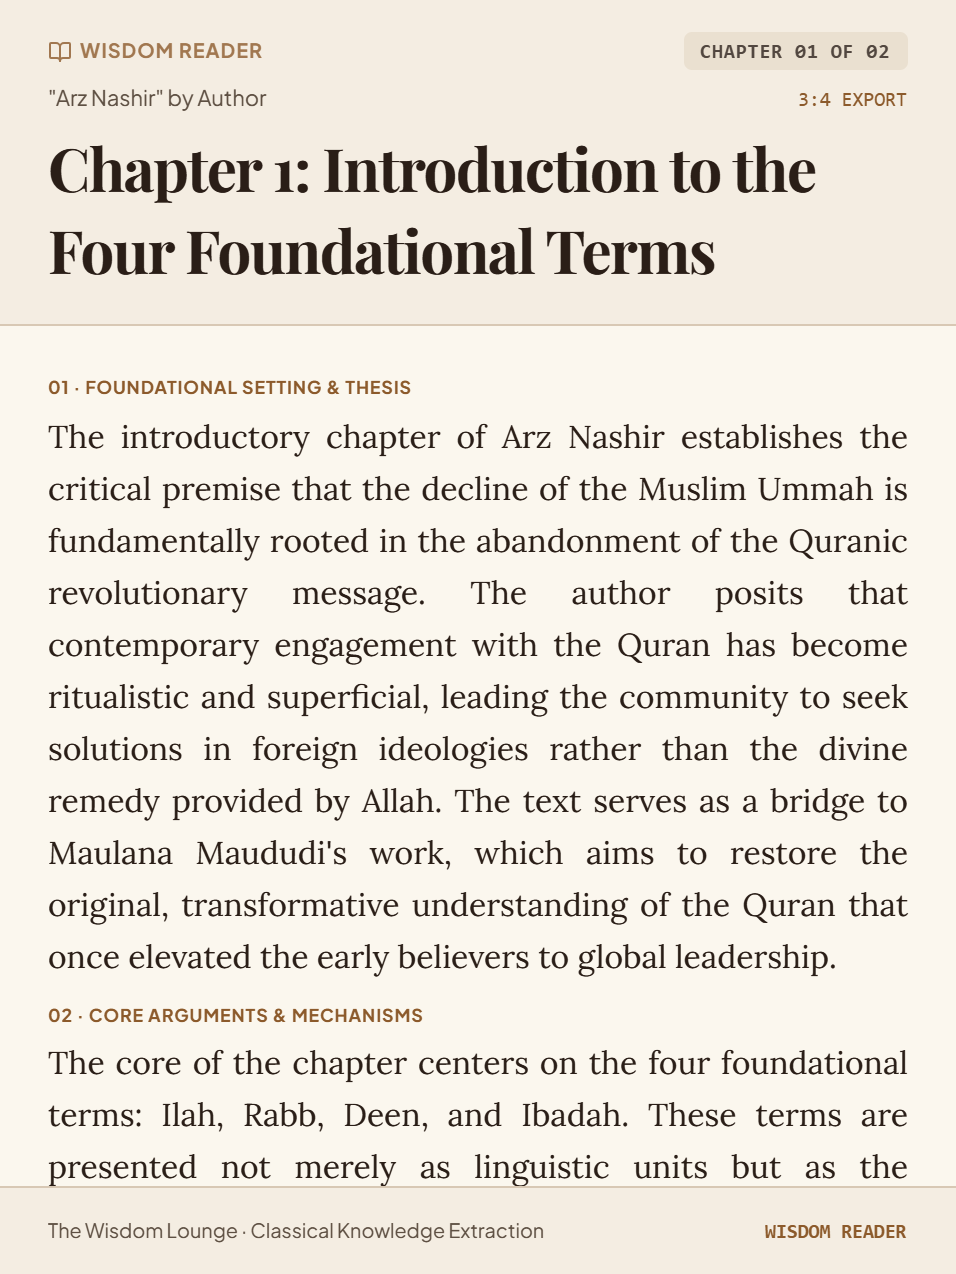 WISDOM READER
CHAPTER 01 OF 02
"Arz Nashir" by Author
3:4 EXPORT
Chapter 1: Introduction to the
Four Foundational Terms
01 · FOUNDATIONAL SETTING & THESIS
The introductory chapter of Arz Nashir establishes the
critical premise that the decline of the Muslim Ummah is
fundamentally rooted in the abandonment of the Quranic
revolutionary message. The author posits that
contemporary engagement with the Quran has become
ritualistic and superficial, leading the community to seek
solutions in foreign ideologies rather than the divine
remedy provided by Allah. The text serves as a bridge to
Maulana Maududi's work, which aims to restore the
original, transformative understanding of the Quran that
once elevated the early believers to global leadership.
02 · CORE ARGUMENTS & MECHANISMS
The core of the chapter centers on the four foundational
terms: Ilah, Rabb, Deen, and Ibadah. These terms are
presented not merely as linguistic units but as the
The Wisdom Lounge · Classical Knowledge Extraction
WISDOM READER